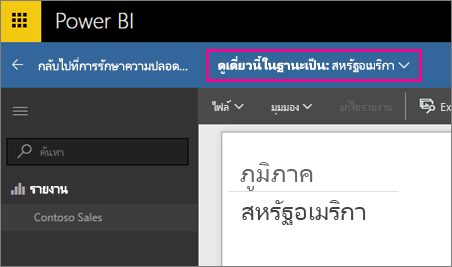 Power BI
กลับไปที่การรักษาความปลอด...
ดูเดี๋ยวนี้ในฐานะเป็น: สหรัฐอเมริกา
ไฟล์ มุมมอง แก้ไขรายงาน Ex
ค้นหา
รายงาน
Contoso Sales
ภูมิภาค
สหรัฐอเมริกา